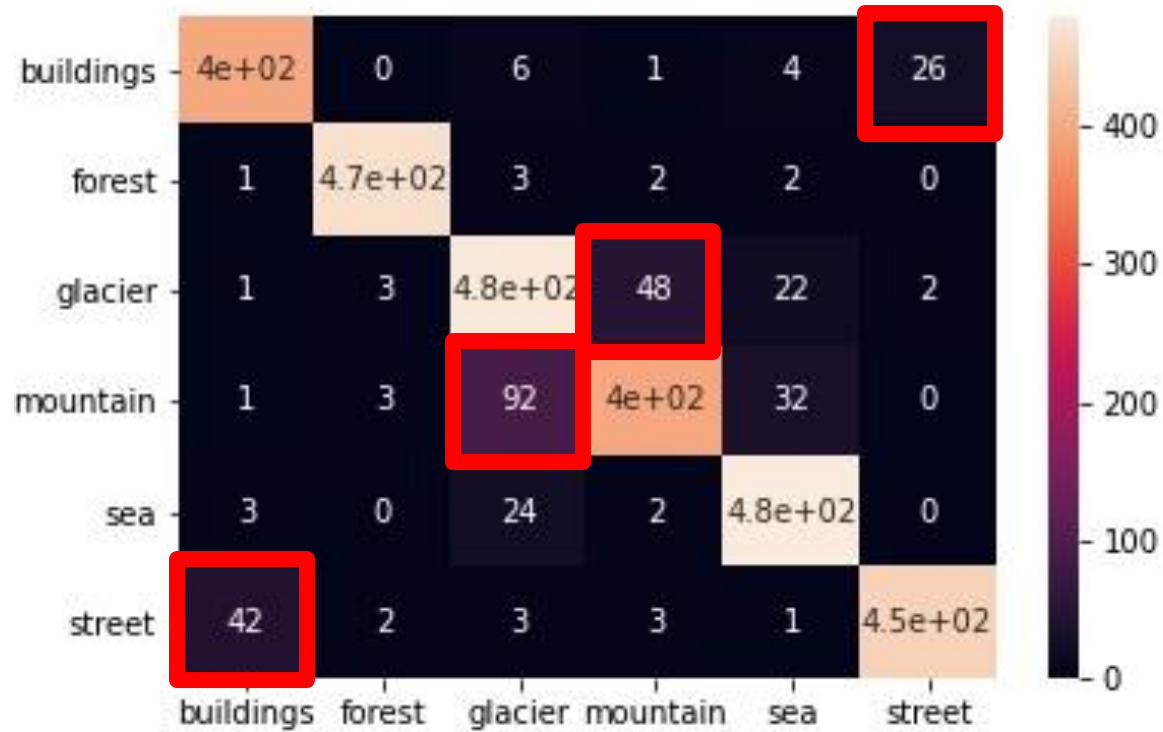 buildings 4e+02 0 6 1 4 26
400
forest 1 4.7e+02 3 2 2 0
300
glacier 1 3 4.8e+02 48 22 2
mountain 1 3 92 4e+02 32 0
200
sea 3 0 24 2 4.8e+02 0
100
street 42 2 3 3 1 4.5e+02
0
buildings forest glacier mountain sea street